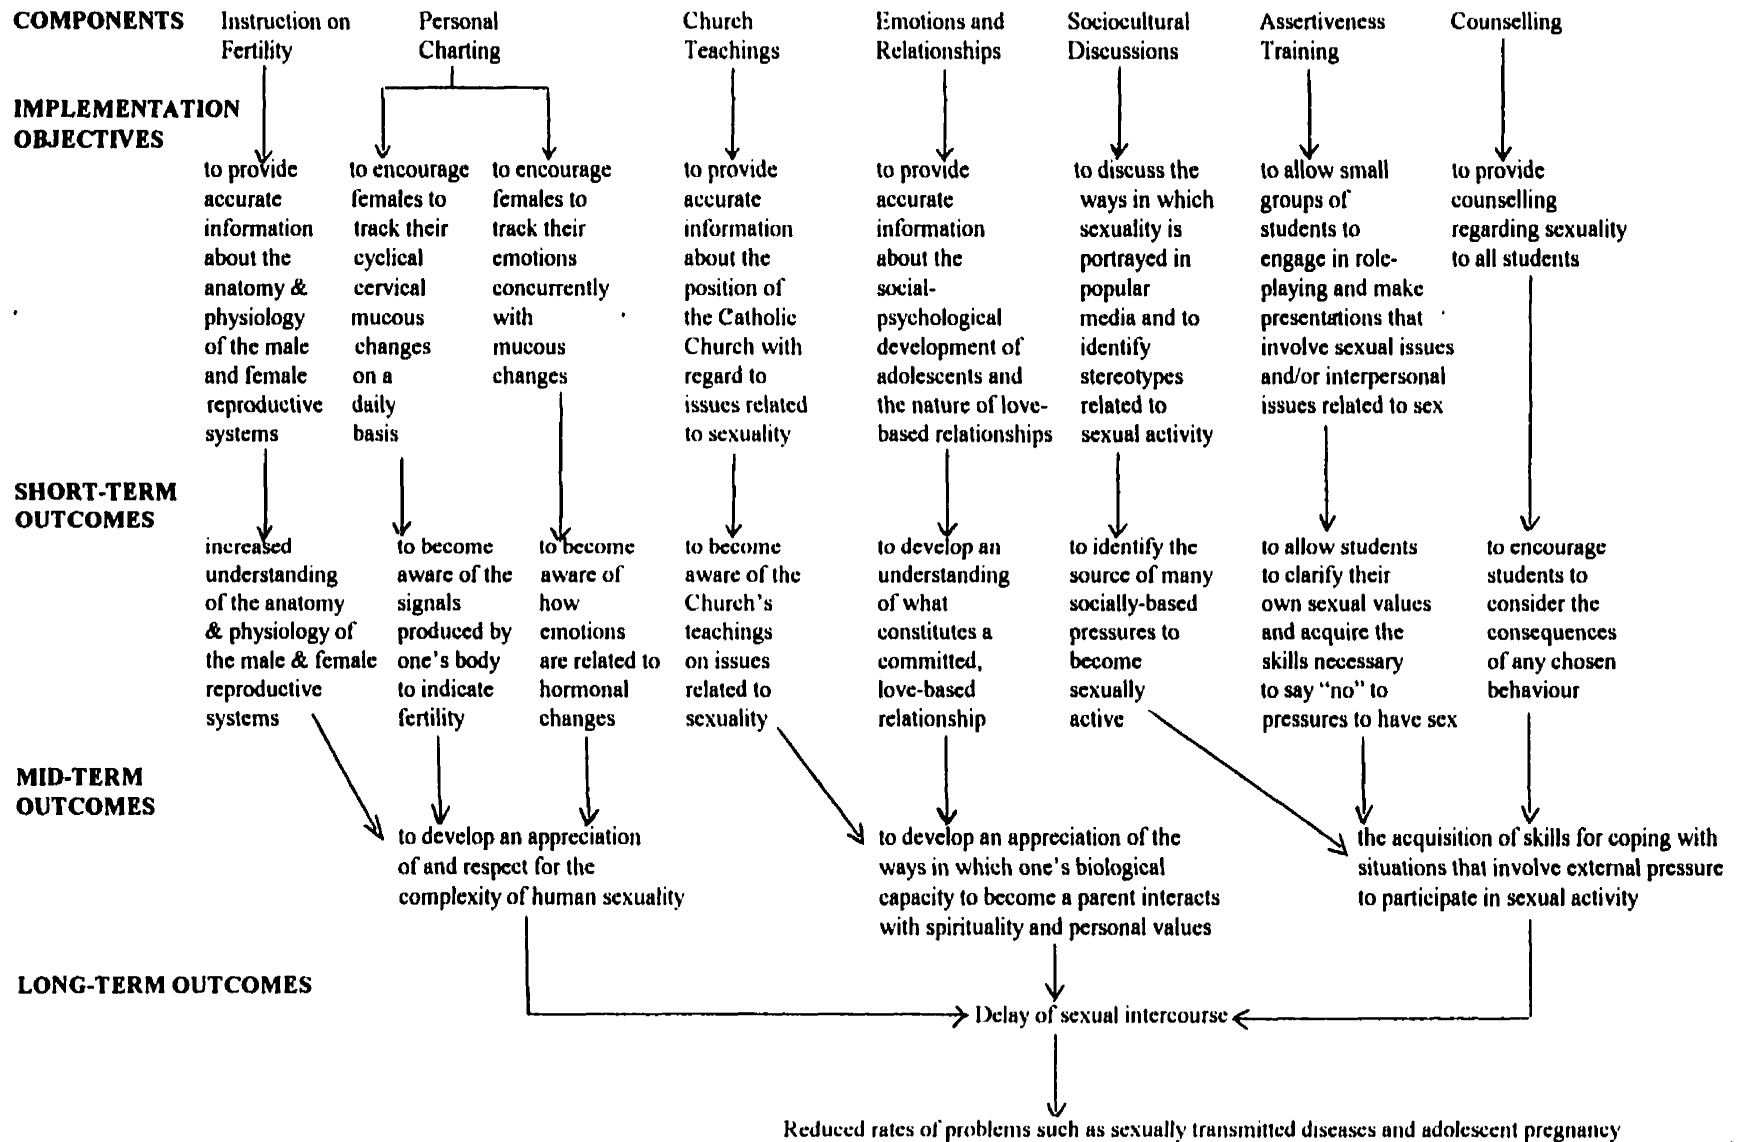 COMPONENTS
Instruction on
Fertility
Personal
Charting
Church
Teachings
Emotions and
Relationships
Sociocultural
Discussions
Assertiveness
Training
Counselling
IMPLEMENTATION
OBJECTIVES
to provide
accurate
information
about the
anatomy &
physiology
of the male
and female
reproductive
systems
to encourage
females to
track their
cyclical
cervical
mucous
changes
on a
daily
basis
to encourage
females to
track their
emotions
concurrently
with
mucous
changes
to provide
accurate
information
about the
position of
the Catholic
Church with
regard to
issues related
to sexuality
to provide
accurate
information
about the
social-
psychological
development of
adolescents and
the nature of love-
based relationships
to discuss the
ways in which
sexuality is
portrayed in
popular
media and to
identify
stereotypes
related to
sexual activity
to allow small
groups of
students to
engage in role-
playing and make
presentations that
involve sexual issues
and/or interpersonal
issues related to sex
to provide
counselling
regarding sexuality
to all students
SHORT-TERM
OUTCOMES
increased
understanding
of the anatomy
& physiology of
the male & female
reproductive
systems
to become
aware of the
signals
produced by
one's body
to indicate
fertility
to become
aware of
how
emotions
are related to
hormonal
changes
to become
aware of the
Church's
teachings
on issues
related to
sexuality
to develop an
understanding
of what
constitutes a
committed,
love-based
relationship
to identify the
source of many
socially-based
pressures to
become
sexually
active
to allow students
to clarify their
own sexual values
and acquire the
skills necessary
to say "no" to
pressures to have sex
to encourage
students to
consider the
consequences
of any chosen
behaviour
MID-TERM
OUTCOMES
to develop an appreciation
of and respect for the
complexity of human sexuality
to develop an appreciation of the
ways in which one's biological
capacity to become a parent interacts
with spirituality and personal values
the acquisition of skills for coping with
situations that involve external pressure
to participate in sexual activity
LONG-TERM OUTCOMES
Delay of sexual intercourse
Reduced rates of problems such as sexually transmitted diseases and adolescent pregnancy